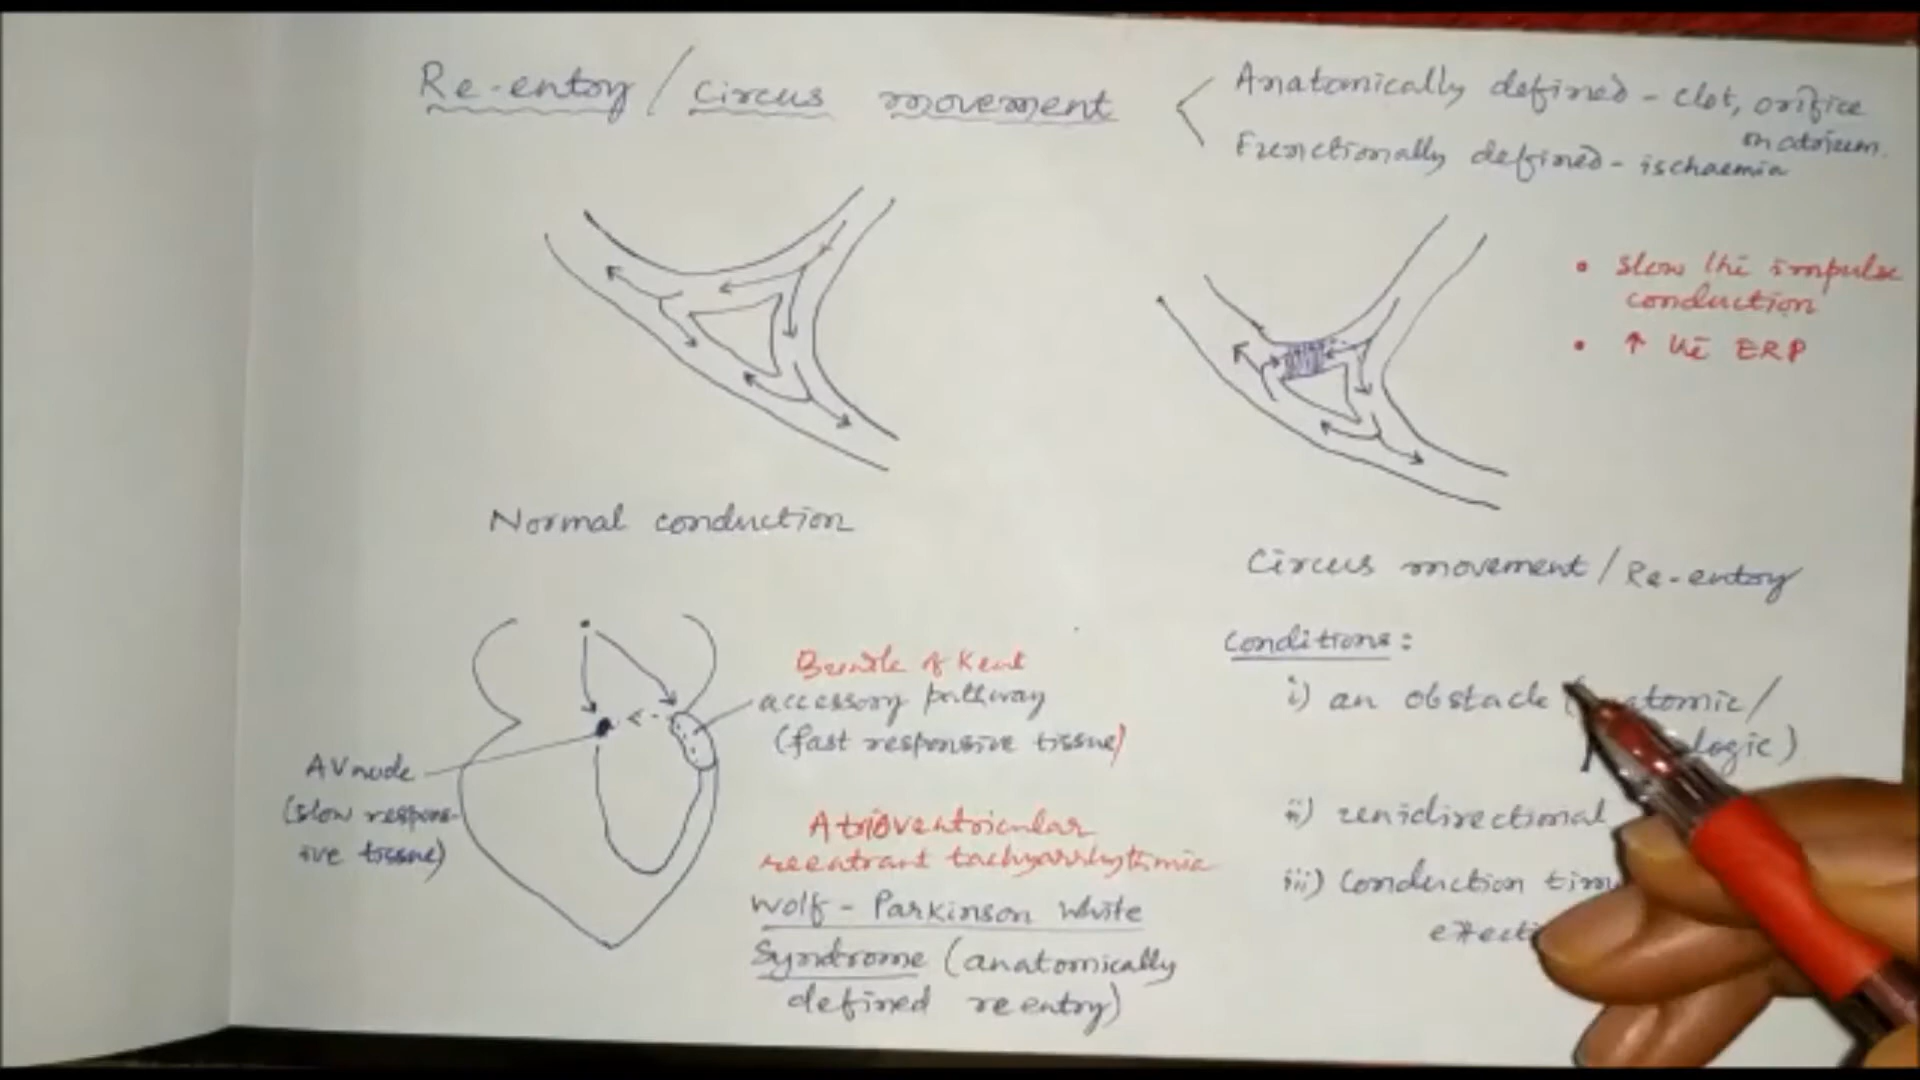 Re-entry / Circus movement
Anatomically defined - clot, orifice
in atrium.
Functionally defined - ischaemia
• Slow the impulse
conduction
• ↑ the ERP
Normal conduction
Circus movement / Re-entry
Conditions:
i) an obstacle
ii) unidirectional
iii) Conduction
Bundle of Kent
accessory pathway
(fast responsive tissue)
AV node
(slow respons-
ive tissue)
Atrioventricular
reentrant tachyarrhythmia
Wolf - Parkinson White
Syndrome (anatomically
defined reentry)